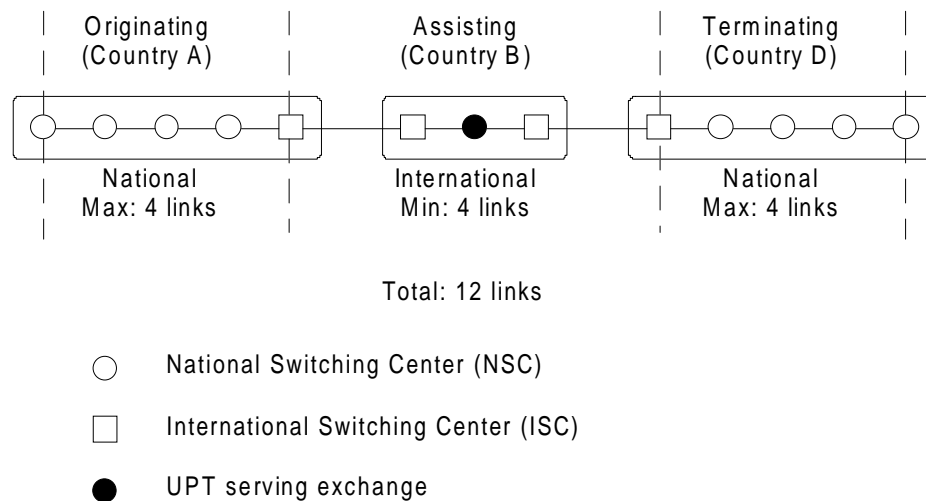 Originating
(Country A)
Assisting
(Country B)
Terminating
(Country D)
National
Max: 4 links
International
Min: 4 links
National
Max: 4 links
Total: 12 links
National Switching Center (NSC)
International Switching Center (ISC)
UPT serving exchange